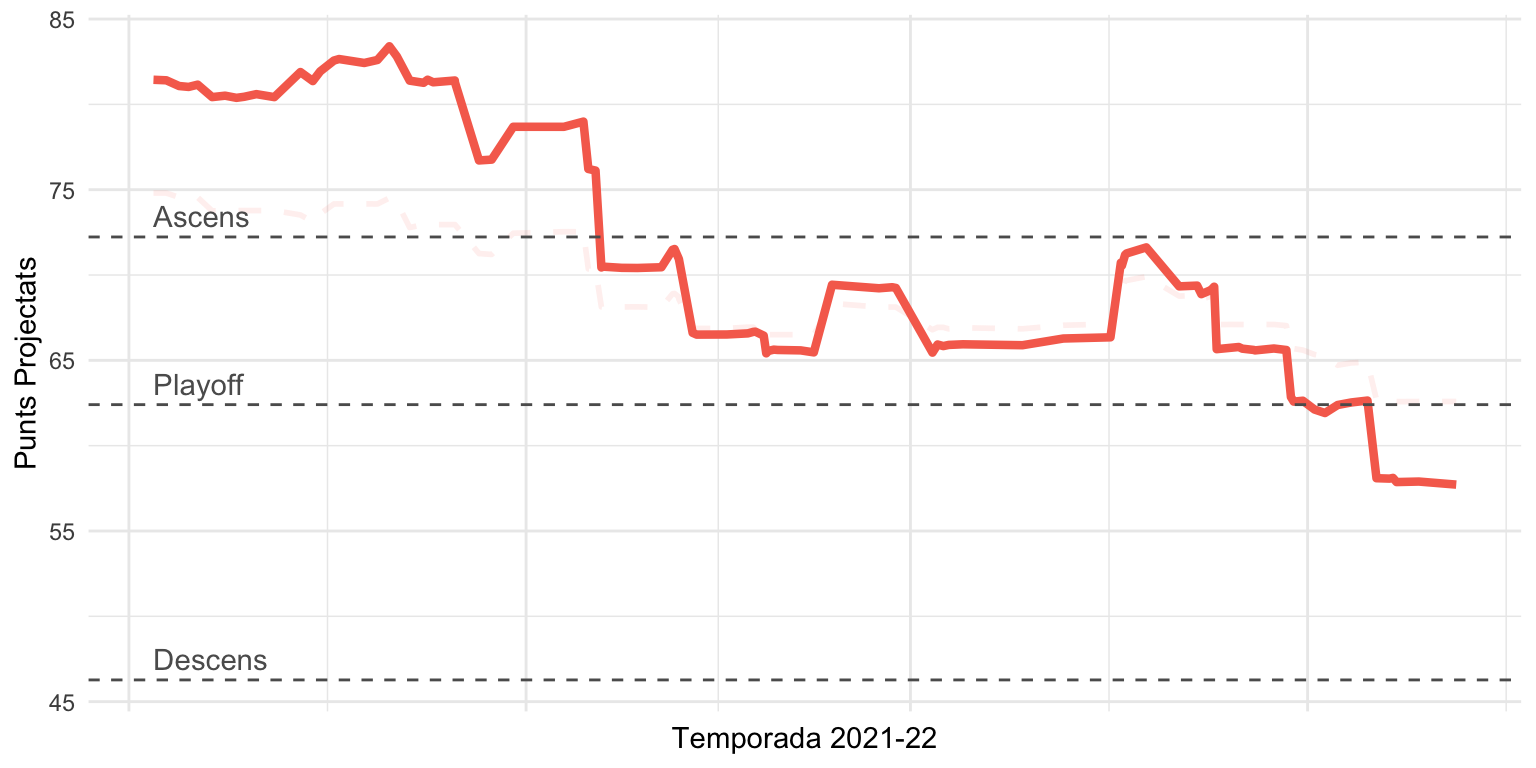 85
75
65
55
45
Ascens
Playoff
Descens
Punts Projectats
Temporada 2021-22